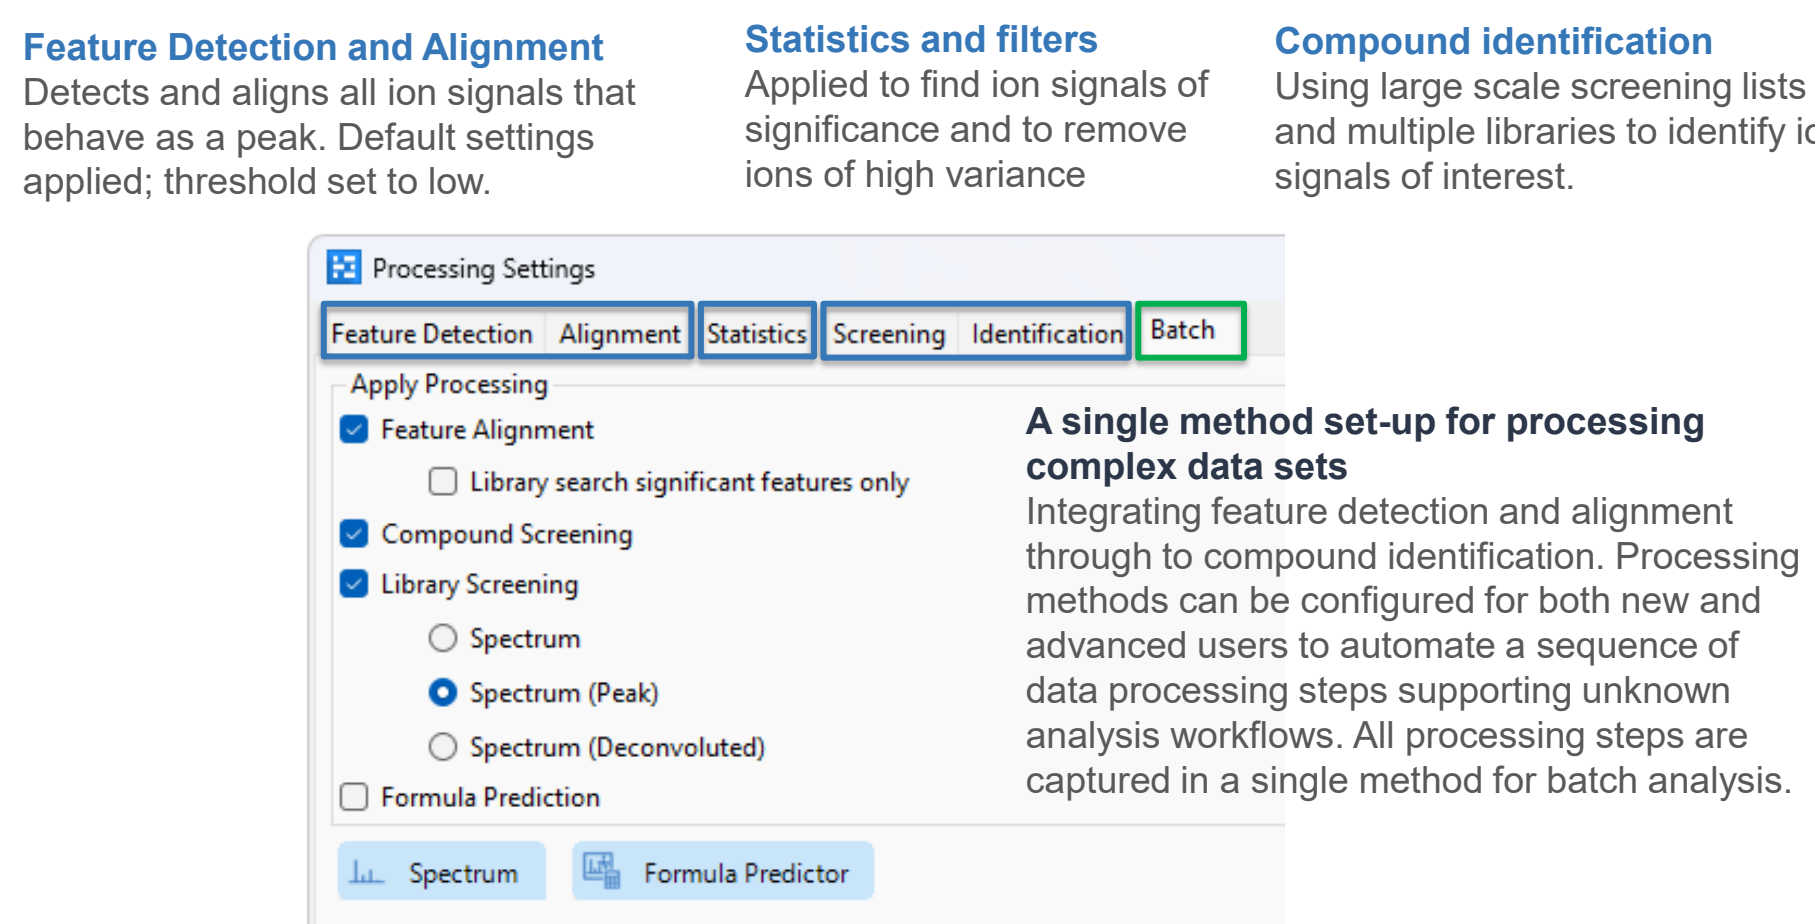 Feature Detection and Alignment
Detects and aligns all ion signals that
behave as a peak. Default settings
applied; threshold set to low.
Statistics and filters
Applied to find ion signals of
significance and to remove
ions of high variance
Compound identification
Using large scale screening lists
and multiple libraries to identify
signals of interest.
Processing Settings
Feature Detection Alignment Statistics Screening Identification Batch
Apply Processing
Feature Alignment
Library search significant features only
Compound Screening
Library Screening
Spectrum
Spectrum (Peak)
Spectrum (Deconvoluted)
Formula Prediction
Spectrum Formula Predictor
A single method set-up for processing
complex data sets
Integrating feature detection and alignment
through to compound identification. Processing
methods can be configured for both new and
advanced users to automate a sequence of
data processing steps supporting unknown
analysis workflows. All processing steps are
captured in a single method for batch analysis.